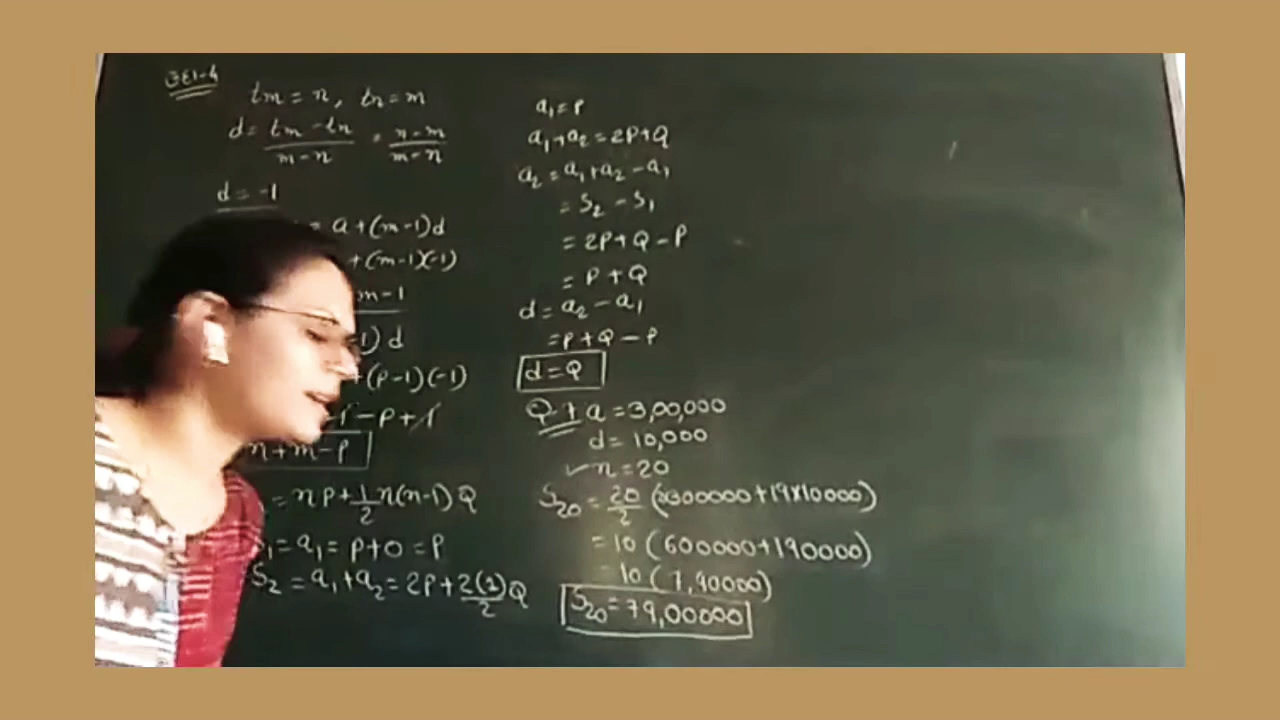 tm = n, tn = m
d = tm - tn / m - n = n - m / m - n
d = -1
= a + (m-1)d
+ (m-1)(-1)
m - 1
1) d
+ (p-1)(-1)
1 - p + 1
n + m - p
= np + 1/2 n(n-1) Q
S₁ = a₁ = p + 0 = p
S₂ = a₁ + a₂ = 2p + 2(1)/2 Q
a₁ = p
a₁ + a₂ = 2p + Q
a₂ = a₁ + a₂ - a₁
= S₂ - S₁
= 2p + Q - p
= p + Q
d = a₂ - a₁
= p + Q - p
d = Q
Q-7 a = 3,00,000
d = 10,000
✓ n = 20
S₂₀ = 20/2 ( 300000 + 19×10000)
= 10 (600000 + 190000)
= 10 (7,90000)
S₂₀ = 79,00000